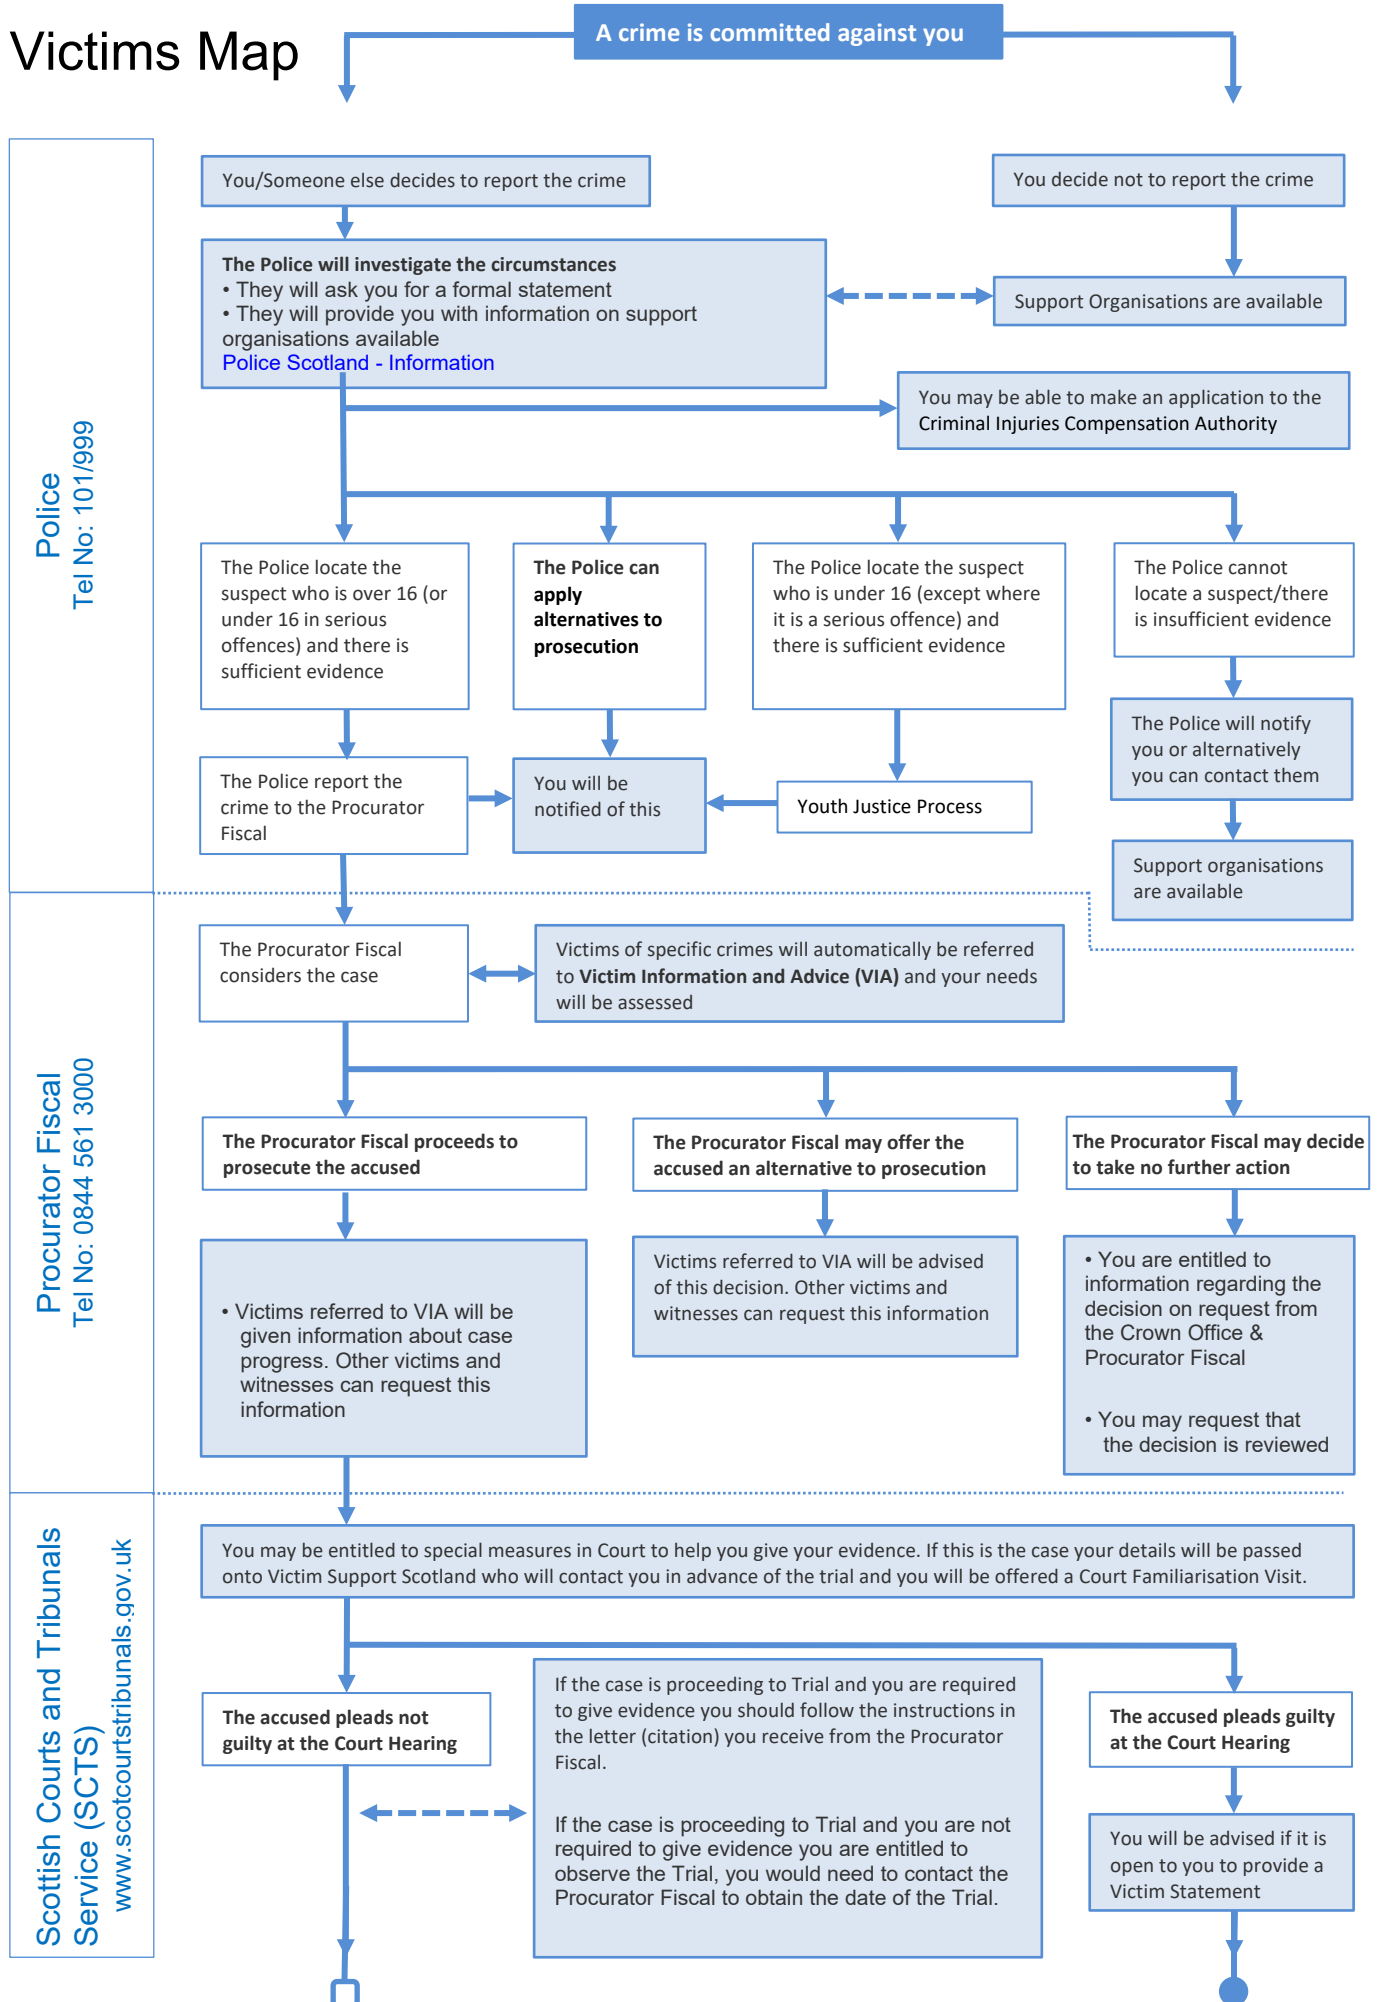 Victims Map
A crime is committed against you
You/Someone else decides to report the crime
You decide not to report the crime
The Police will investigate the circumstances
• They will ask you for a formal statement
• They will provide you with information on support
organisations available
Police Scotland - Information
Support Organisations are available
You may be able to make an application to the
Criminal Injuries Compensation Authority
Police
Tel No: 101/999
The Police locate the
suspect who is over 16 (or
under 16 in serious
offences) and there is
sufficient evidence
The Police can
apply
alternatives to
prosecution
The Police locate the suspect
who is under 16 (except where
it is a serious offence) and
there is sufficient evidence
The Police cannot
locate a suspect/there
is insufficient evidence
The Police will notify
you or alternatively
you can contact them
The Police report the
crime to the Procurator
Fiscal
You will be
notified of this
Youth Justice Process
Support organisations
are available
Procurator Fiscal
Tel No: 0844 561 3000
The Procurator Fiscal
considers the case
Victims of specific crimes will automatically be referred
to Victim Information and Advice (VIA) and your needs
will be assessed
The Procurator Fiscal proceeds to
prosecute the accused
The Procurator Fiscal may offer the
accused an alternative to prosecution
The Procurator Fiscal may decide
to take no further action
• Victims referred to VIA will be
given information about case
progress. Other victims and
witnesses can request this
information
Victims referred to VIA will be advised
of this decision. Other victims and
witnesses can request this information
• You are entitled to
information regarding the
decision on request from
the Crown Office &
Procurator Fiscal
• You may request that
the decision is reviewed
Scottish Courts and Tribunals
Service (SCTS)
www.scotcourtstribunals.gov.uk
You may be entitled to special measures in Court to help you give your evidence. If this is the case your details will be passed
onto Victim Support Scotland who will contact you in advance of the trial and you will be offered a Court Familiarisation Visit.
The accused pleads not
guilty at the Court Hearing
If the case is proceeding to Trial and you are required
to give evidence you should follow the instructions in
the letter (citation) you receive from the Procurator
Fiscal.
If the case is proceeding to Trial and you are not
required to give evidence you are entitled to
observe the Trial, you would need to contact the
Procurator Fiscal to obtain the date of the Trial.
The accused pleads guilty
at the Court Hearing
You will be advised if it is
open to you to provide a
Victim Statement